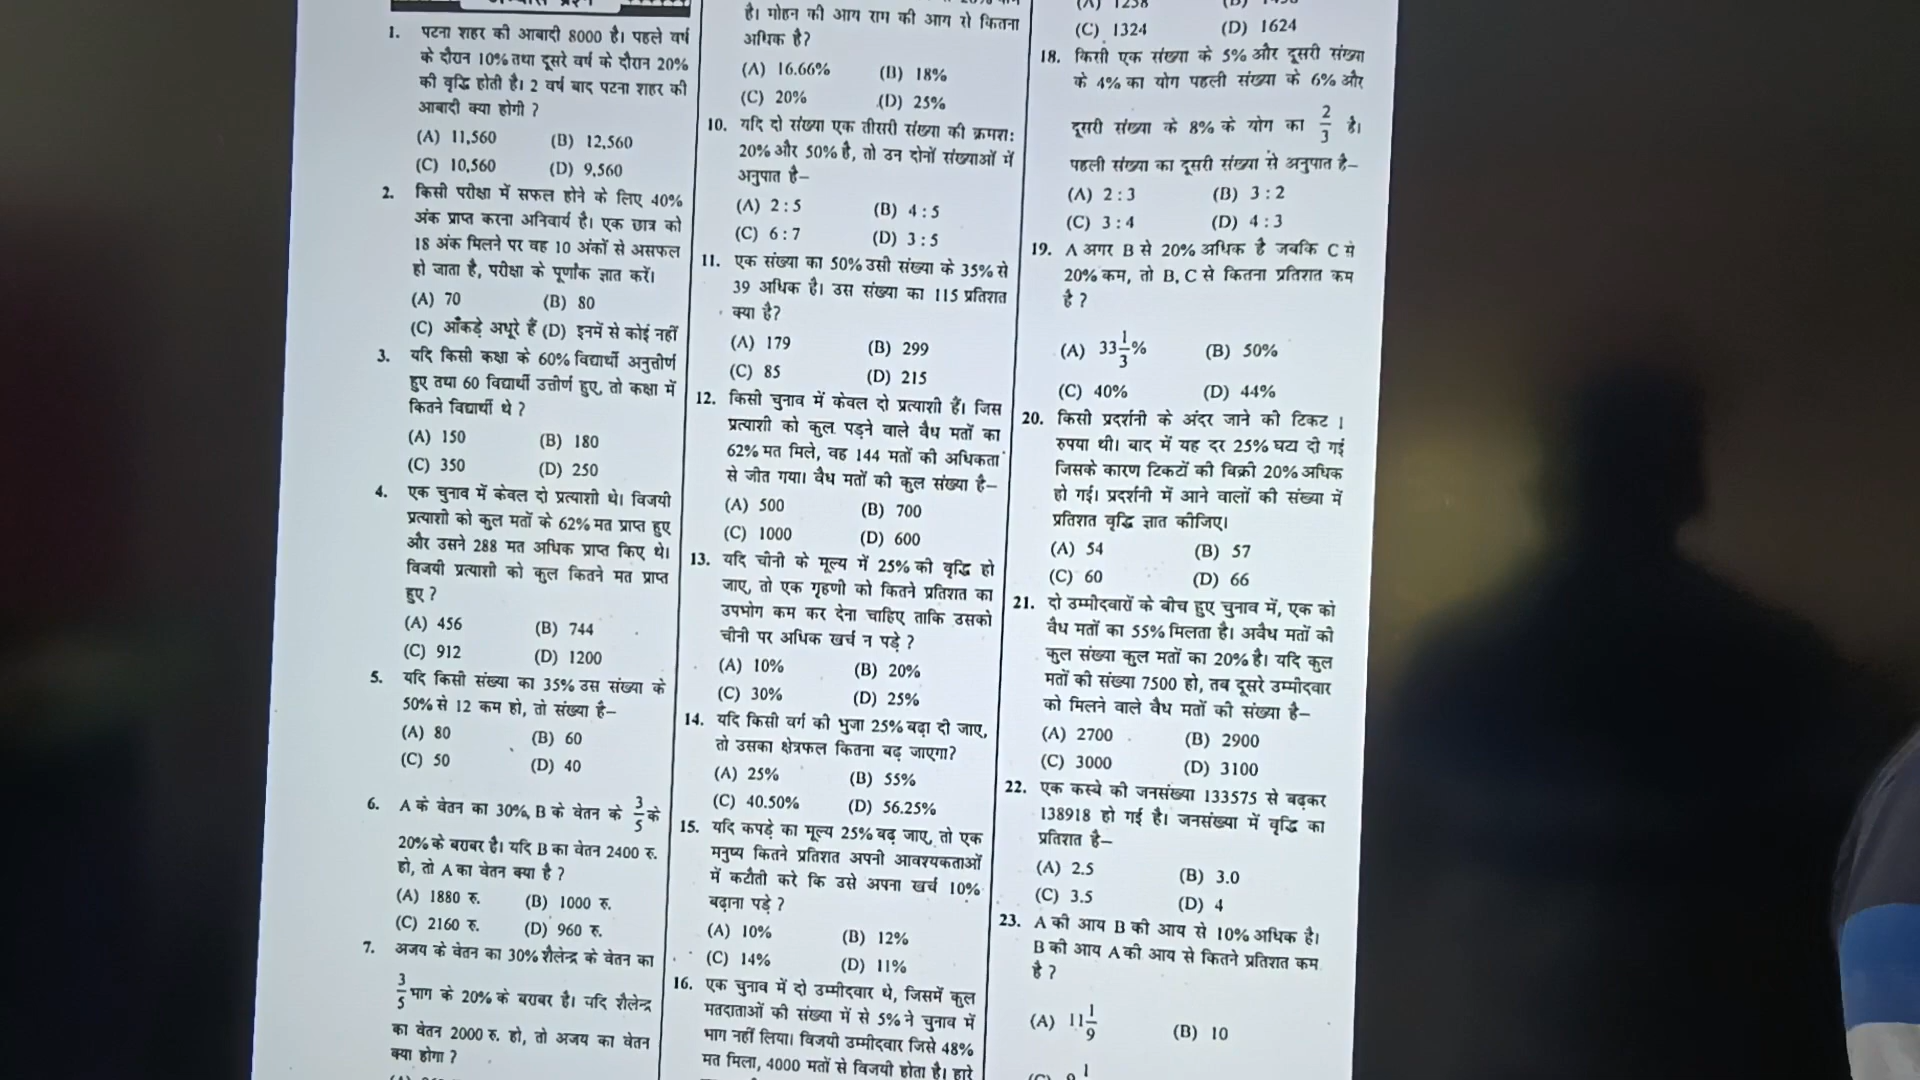 अभ्यास प्रश्न
1. पटना शहर की आबादी 8000 है। पहले वर्ष
के दौरान 10% तथा दूसरे वर्ष के दौरान 20%
की वृद्धि होती है। 2 वर्ष बाद पटना शहर की
आबादी क्या होगी ?
(A) 11,560 (B) 12,560
(C) 10,560 (D) 9,560
2. किसी परीक्षा में सफल होने के लिए 40%
अंक प्राप्त करना अनिवार्य है। एक छात्र को
18 अंक मिलने पर वह 10 अंकों से असफल
हो जाता है, परीक्षा के पूर्णांक ज्ञात करें।
(A) 70 (B) 80
(C) आँकड़े अधूरे हैं (D) इनमें से कोई नहीं
3. यदि किसी कक्षा के 60% विद्यार्थी अनुत्तीर्ण
हुए तथा 60 विद्यार्थी उत्तीर्ण हुए, तो कक्षा में
कितने विद्यार्थी थे ?
(A) 150 (B) 180
(C) 350 (D) 250
4. एक चुनाव में केवल दो प्रत्याशी थे। विजयी
प्रत्याशी को कुल मतों के 62% मत प्राप्त हुए
और उसने 288 मत अधिक प्राप्त किए थे।
विजयी प्रत्याशी को कुल कितने मत प्राप्त
हुए ?
(A) 456 (B) 744
(C) 912 (D) 1200
5. यदि किसी संख्या का 35% उस संख्या के
50% से 12 कम हो, तो संख्या है–
(A) 80 (B) 60
(C) 50 (D) 40
6. A के वेतन का 30%, B के वेतन के 3/5 के
20% के बराबर है। यदि B का वेतन 2400 रु.
हो, तो A का वेतन क्या है ?
(A) 1880 रु. (B) 1000 रु.
(C) 2160 रु. (D) 960 रु.
7. अजय के वेतन का 30% शैलेन्द्र के वेतन का
3/5 भाग के 20% के बराबर है। यदि शैलेन्द्र
का वेतन 2000 रु. हो, तो अजय का वेतन
क्या होगा ?
है। मोहन की आय राम की आय से कितना
अधिक है?
(A) 16.66% (B) 18%
(C) 20% (D) 25%
10. यदि दो संख्या एक तीसरी संख्या की क्रमश:
20% और 50% है, तो उन दोनों संख्याओं में
अनुपात है–
(A) 2 : 5 (B) 4 : 5
(C) 6 : 7 (D) 3 : 5
11. एक संख्या का 50% उसी संख्या के 35% से
39 अधिक है। उस संख्या का 115 प्रतिशत
क्या है?
(A) 179 (B) 299
(C) 85 (D) 215
12. किसी चुनाव में केवल दो प्रत्याशी हैं। जिस
प्रत्याशी को कुल पड़ने वाले वैध मतों का
62% मत मिले, वह 144 मतों की अधिकता
से जीत गया। वैध मतों की कुल संख्या है–
(A) 500 (B) 700
(C) 1000 (D) 600
13. यदि चीनी के मूल्य में 25% की वृद्धि हो
जाए, तो एक गृहणी को कितने प्रतिशत का
उपभोग कम कर देना चाहिए ताकि उसको
चीनी पर अधिक खर्च न पड़े ?
(A) 10% (B) 20%
(C) 30% (D) 25%
14. यदि किसी वर्ग की भुजा 25% बढ़ा दी जाए,
तो उसका क्षेत्रफल कितना बढ़ जाएगा?
(A) 25% (B) 55%
(C) 40.50% (D) 56.25%
15. यदि कपड़े का मूल्य 25% बढ़ जाए, तो एक
मनुष्य कितने प्रतिशत अपनी आवश्यकताओं
में कटौती करे कि उसे अपना खर्च 10%
बढ़ाना पड़े ?
(A) 10% (B) 12%
(C) 14% (D) 11%
16. एक चुनाव में दो उम्मीदवार थे, जिसमें कुल
मतदाताओं की संख्या में से 5% ने चुनाव में
भाग नहीं लिया। विजयी उम्मीदवार जिसे 48%
मत मिला, 4000 मतों से विजयी होता है। हारे
(A) 1258
(C) 1324 (D) 1624
18. किसी एक संख्या के 5% और दूसरी संख्या
के 4% का योग पहली संख्या के 6% और
दूसरी संख्या के 8% के योग का 2/3 है।
पहली संख्या का दूसरी संख्या से अनुपात है–
(A) 2 : 3 (B) 3 : 2
(C) 3 : 4 (D) 4 : 3
19. A अगर B से 20% अधिक है जबकि C से
20% कम, तो B, C से कितना प्रतिशत कम
है ?
(A) 33 1/3% (B) 50%
(C) 40% (D) 44%
20. किसी प्रदर्शनी के अंदर जाने की टिकट 1
रुपया थी। बाद में यह दर 25% घटा दी गई
जिसके कारण टिकटों की बिक्री 20% अधिक
हो गई। प्रदर्शनी में आने वालों की संख्या में
प्रतिशत वृद्धि ज्ञात कीजिए।
(A) 54 (B) 57
(C) 60 (D) 66
21. दो उम्मीदवारों के बीच हुए चुनाव में, एक को
वैध मतों का 55% मिलता है। अवैध मतों की
कुल संख्या कुल मतों का 20% है। यदि कुल
मतों की संख्या 7500 हो, तब दूसरे उम्मीदवार
को मिलने वाले वैध मतों की संख्या है–
(A) 2700 (B) 2900
(C) 3000 (D) 3100
22. एक कस्बे की जनसंख्या 133575 से बढ़कर
138918 हो गई है। जनसंख्या में वृद्धि का
प्रतिशत है–
(A) 2.5 (B) 3.0
(C) 3.5 (D) 4
23. A की आय B की आय से 10% अधिक है।
B की आय A की आय से कितने प्रतिशत कम
है ?
(A) 11 1/9 (B) 10